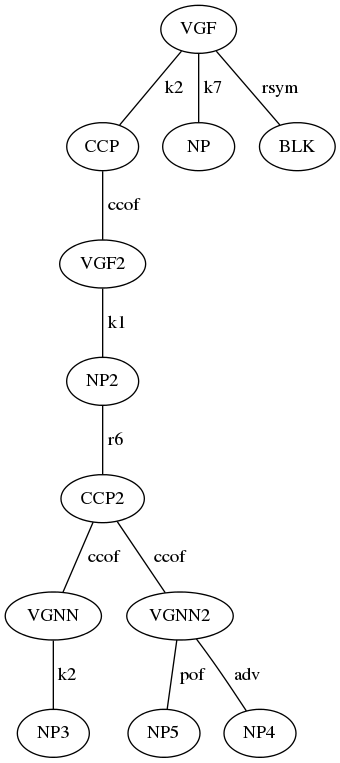 VGF
k2 k7 rsym
CCP NP BLK
ccof
VGF2
k1
NP2
r6
CCP2
ccof ccof
VGNN VGNN2
k2 pof adv
NP3 NP5 NP4